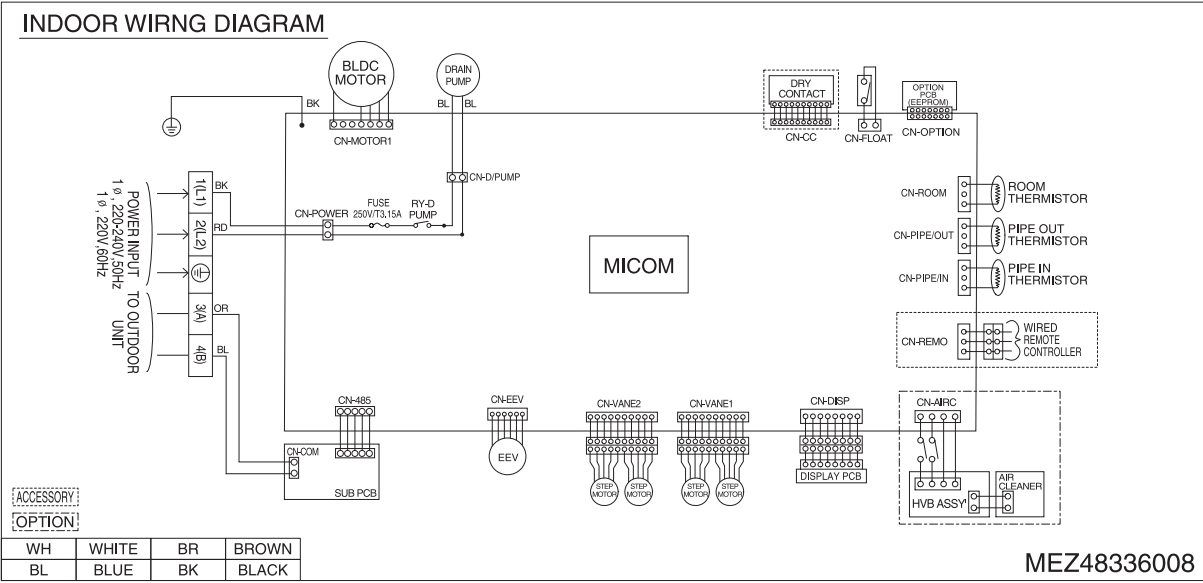 INDOOR WIRNG DIAGRAM
BLDC
MOTOR
DRAIN
PUMP
BK
BL
BL
CN-MOTOR1
DRY
CONTACT
CN-CC
CN-FLOAT
OPTION
PCB
(EEPROM)
CN-OPTION
CN-D/PUMP
FUSE
250V/T3.15A
RY-D
PUMP
CN-POWER
POWER INPUT
1 ø, 220-240V,50Hz
1 ø, 220V,60Hz
TO OUTDOOR
UNIT
1(L1)
2(L2)
3(A)
4(B)
BK
RD
OR
BL
MICOM
CN-ROOM
ROOM
THERMISTOR
CN-PIPE/OUT
PIPE OUT
THERMISTOR
CN-PIPE/IN
PIPE IN
THERMISTOR
CN-REMO
WIRED
REMOTE
CONTROLLER
CN-485
CN-COM
SUB PCB
CN-EEV
EEV
CN-VANE2
STEP
MOTOR
STEP
MOTOR
CN-VANE1
STEP
MOTOR
STEP
MOTOR
CN-DISP
DISPLAY PCB
CN-AIRC
HVB ASSY'
AIR
CLEANER
ACCESSORY
OPTION
WH WHITE BR BROWN
BL BLUE BK BLACK
MEZ48336008